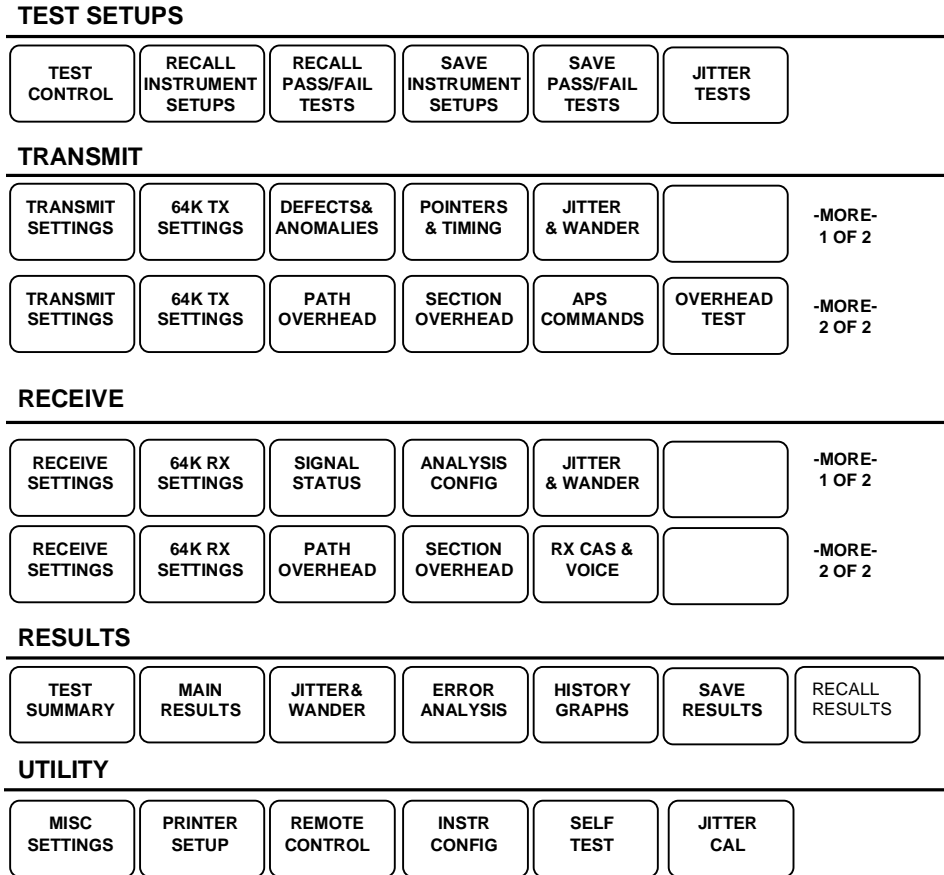 TEST SETUPS
TEST CONTROL
RECALL INSTRUMENT SETUPS
RECALL PASS/FAIL TESTS
SAVE INSTRUMENT SETUPS
SAVE PASS/FAIL TESTS
JITTER TESTS
TRANSMIT
TRANSMIT SETTINGS
64K TX SETTINGS
DEFECTS& ANOMALIES
POINTERS & TIMING
JITTER & WANDER
-MORE- 1 OF 2
TRANSMIT SETTINGS
64K TX SETTINGS
PATH OVERHEAD
SECTION OVERHEAD
APS COMMANDS
OVERHEAD TEST
-MORE- 2 OF 2
RECEIVE
RECEIVE SETTINGS
64K RX SETTINGS
SIGNAL STATUS
ANALYSIS CONFIG
JITTER & WANDER
-MORE- 1 OF 2
RECEIVE SETTINGS
64K RX SETTINGS
PATH OVERHEAD
SECTION OVERHEAD
RX CAS & VOICE
-MORE- 2 OF 2
RESULTS
TEST SUMMARY
MAIN RESULTS
JITTER& WANDER
ERROR ANALYSIS
HISTORY GRAPHS
SAVE RESULTS
RECALL RESULTS
UTILITY
MISC SETTINGS
PRINTER SETUP
REMOTE CONTROL
INSTR CONFIG
SELF TEST
JITTER CAL